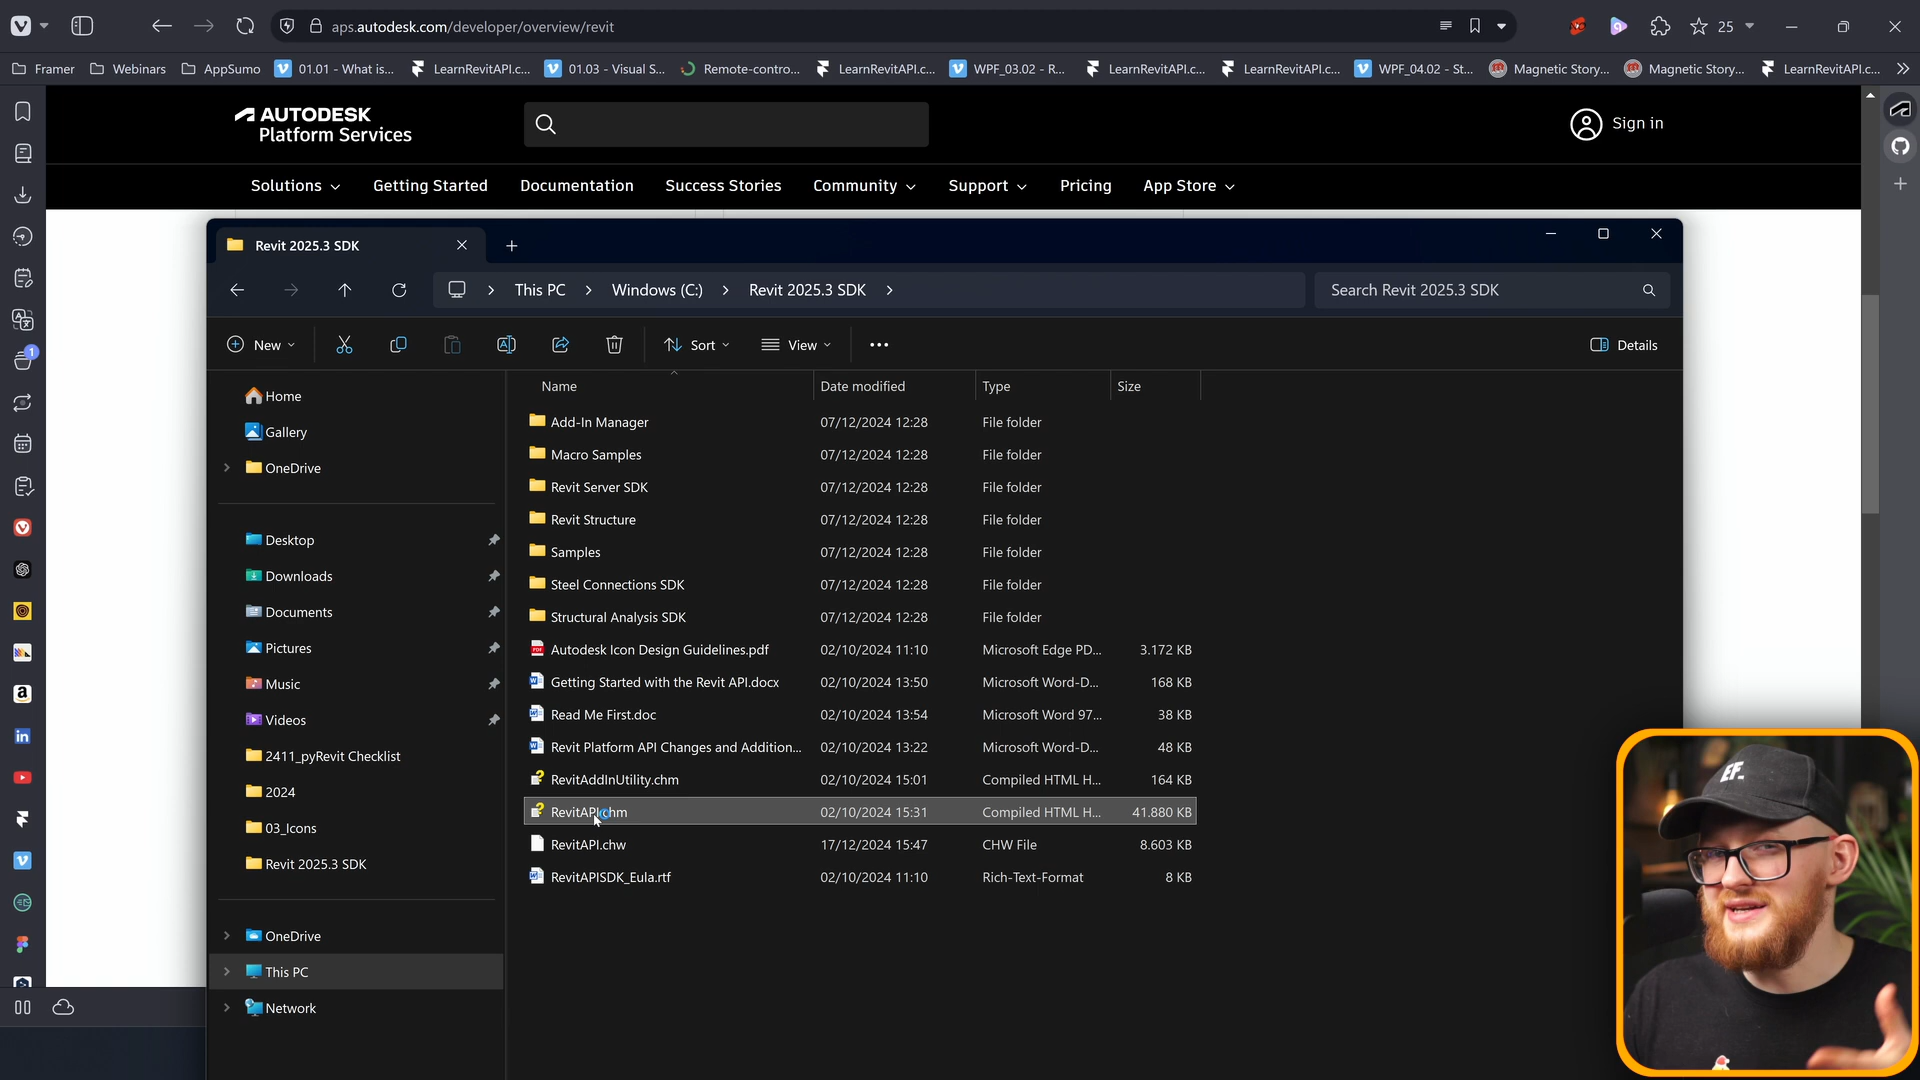 aps.autodesk.com/developer/overview/revit
25
Framer
Webinars
AppSumo
01.01 - What is...
LearnRevitAPI.c...
01.03 - Visual S...
Remote-contro...
LearnRevitAPI.c...
WPF_03.02 - R...
LearnRevitAPI.c...
LearnRevitAPI.c...
WPF_04.02 - St...
Magnetic Story...
Magnetic Story...
LearnRevitAPI.c...
AUTODESK
Platform Services
Sign in
Solutions
Getting Started
Documentation
Success Stories
Community
Support
Pricing
App Store
Revit 2025.3 SDK
This PC
Windows (C:)
Revit 2025.3 SDK
Search Revit 2025.3 SDK
New
Sort
View
Details
Home
Gallery
OneDrive
Desktop
Downloads
Documents
Pictures
Music
Videos
2411_pyRevit Checklist
2024
03_Icons
Revit 2025.3 SDK
OneDrive
This PC
Network
Name Date modified Type Size
Add-In Manager 07/12/2024 12:28 File folder
Macro Samples 07/12/2024 12:28 File folder
Revit Server SDK 07/12/2024 12:28 File folder
Revit Structure 07/12/2024 12:28 File folder
Samples 07/12/2024 12:28 File folder
Steel Connections SDK 07/12/2024 12:28 File folder
Structural Analysis SDK 07/12/2024 12:28 File folder
Autodesk Icon Design Guidelines.pdf 02/10/2024 11:10 Microsoft Edge PD... 3.172 KB
Getting Started with the Revit API.docx 02/10/2024 13:50 Microsoft Word-D... 168 KB
Read Me First.doc 02/10/2024 13:54 Microsoft Word 97... 38 KB
Revit Platform API Changes and Addition... 02/10/2024 13:22 Microsoft Word-D... 48 KB
RevitAddInUtility.chm 02/10/2024 15:01 Compiled HTML H... 164 KB
RevitAPI.chm 02/10/2024 15:31 Compiled HTML H... 41.880 KB
RevitAPI.chw 17/12/2024 15:47 CHW File 8.603 KB
RevitAPISDK_Eula.rtf 02/10/2024 11:10 Rich-Text-Format 8 KB
1
EF.